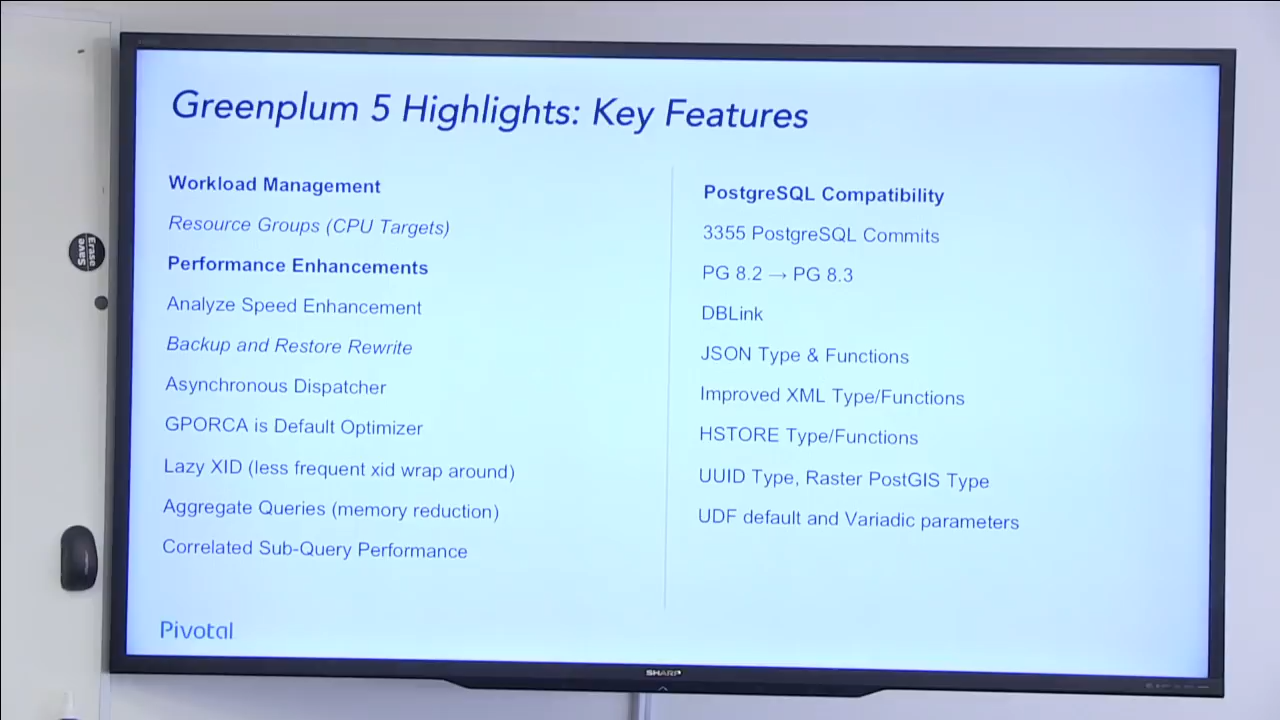 Greenplum 5 Highlights: Key Features
Workload Management
Resource Groups (CPU Targets)
Performance Enhancements
Analyze Speed Enhancement
Backup and Restore Rewrite
Asynchronous Dispatcher
GPORCA is Default Optimizer
Lazy XID (less frequent xid wrap around)
Aggregate Queries (memory reduction)
Correlated Sub-Query Performance
PostgreSQL Compatibility
3355 PostgreSQL Commits
PG 8.2 → PG 8.3
DBLink
JSON Type & Functions
Improved XML Type/Functions
HSTORE Type/Functions
UUID Type, Raster PostGIS Type
UDF default and Variadic parameters
Pivotal
SHARP
Erase
Save